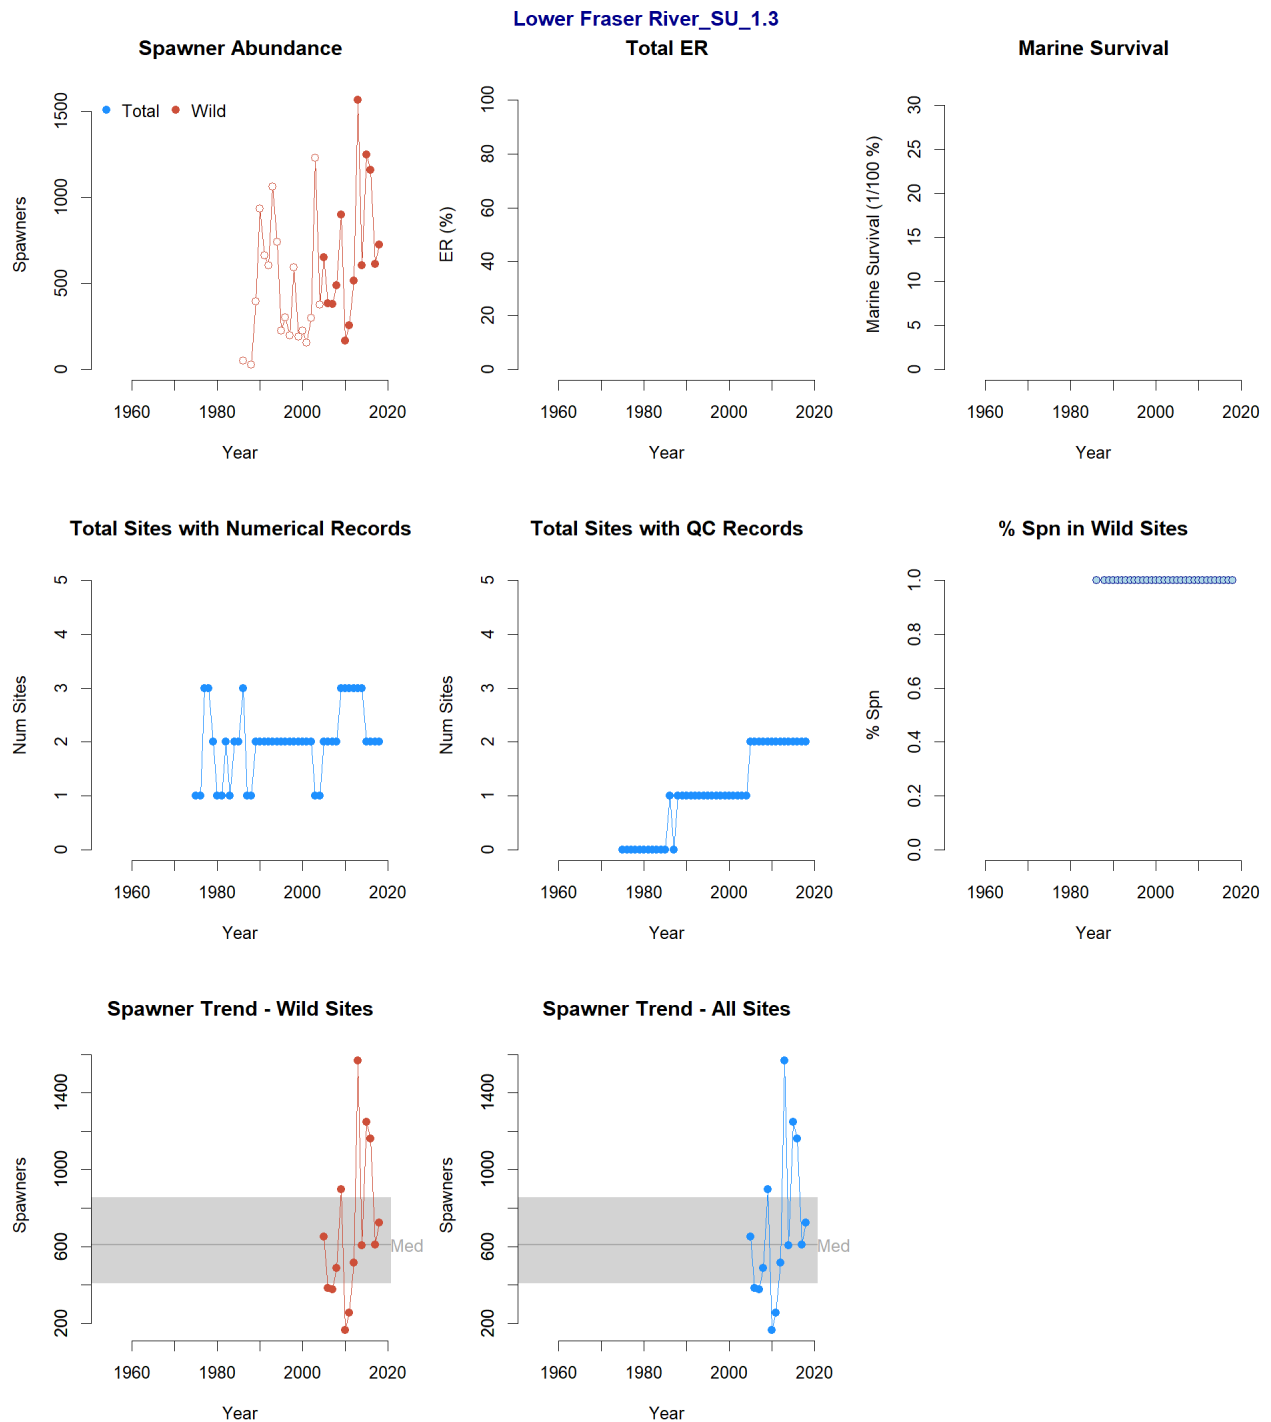 Lower Fraser River_SU_1.3
Spawner Abundance
Total ER
Marine Survival
Total
Wild
Spawners
0
500
1000
1500
1960
1980
2000
2020
Year
ER (%)
0
20
40
60
80
100
1960
1980
2000
2020
Year
Marine Survival (1/100 %)
0
5
10
15
20
25
30
1960
1980
2000
2020
Year
Total Sites with Numerical Records
Total Sites with QC Records
% Spn in Wild Sites
Num Sites
0
1
2
3
4
5
1960
1980
2000
2020
Year
Num Sites
0
1
2
3
4
5
1960
1980
2000
2020
Year
% Spn
0.0
0.2
0.4
0.6
0.8
1.0
1960
1980
2000
2020
Year
Spawner Trend - Wild Sites
Spawner Trend - All Sites
Spawners
200
600
1000
1400
Med
1960
1980
2000
2020
Year
Spawners
200
600
1000
1400
Med
1960
1980
2000
2020
Year